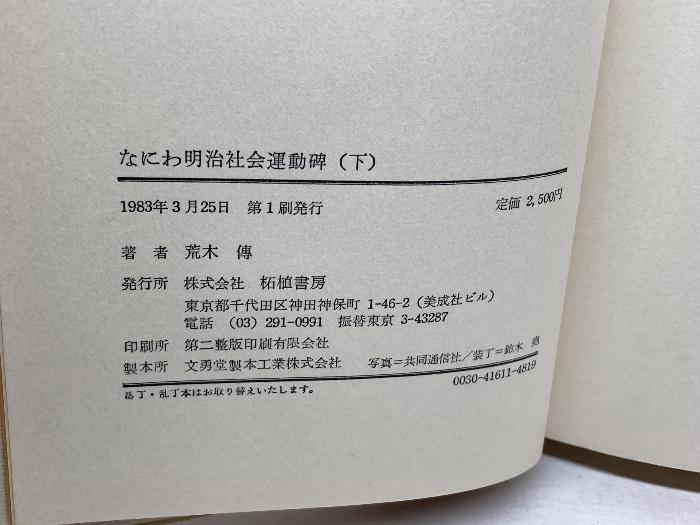 なにわ明治社会運動碑(下)
1983年3月25日 第1刷発行 定価 2,500円
著者 荒木 傳
発行所 株式会社 柘植書房
東京都千代田区神田神保町 1-46-2 (美成社ビル)
電話 (03) 291-0991 振替東京 3-43287
印刷所 第二整版印刷有限会社
製本所 文勇堂製本工業株式会社 写真=共同通信社/装丁=鈴木
落丁・乱丁本はお取り替えいたします。 0030-41611-4819